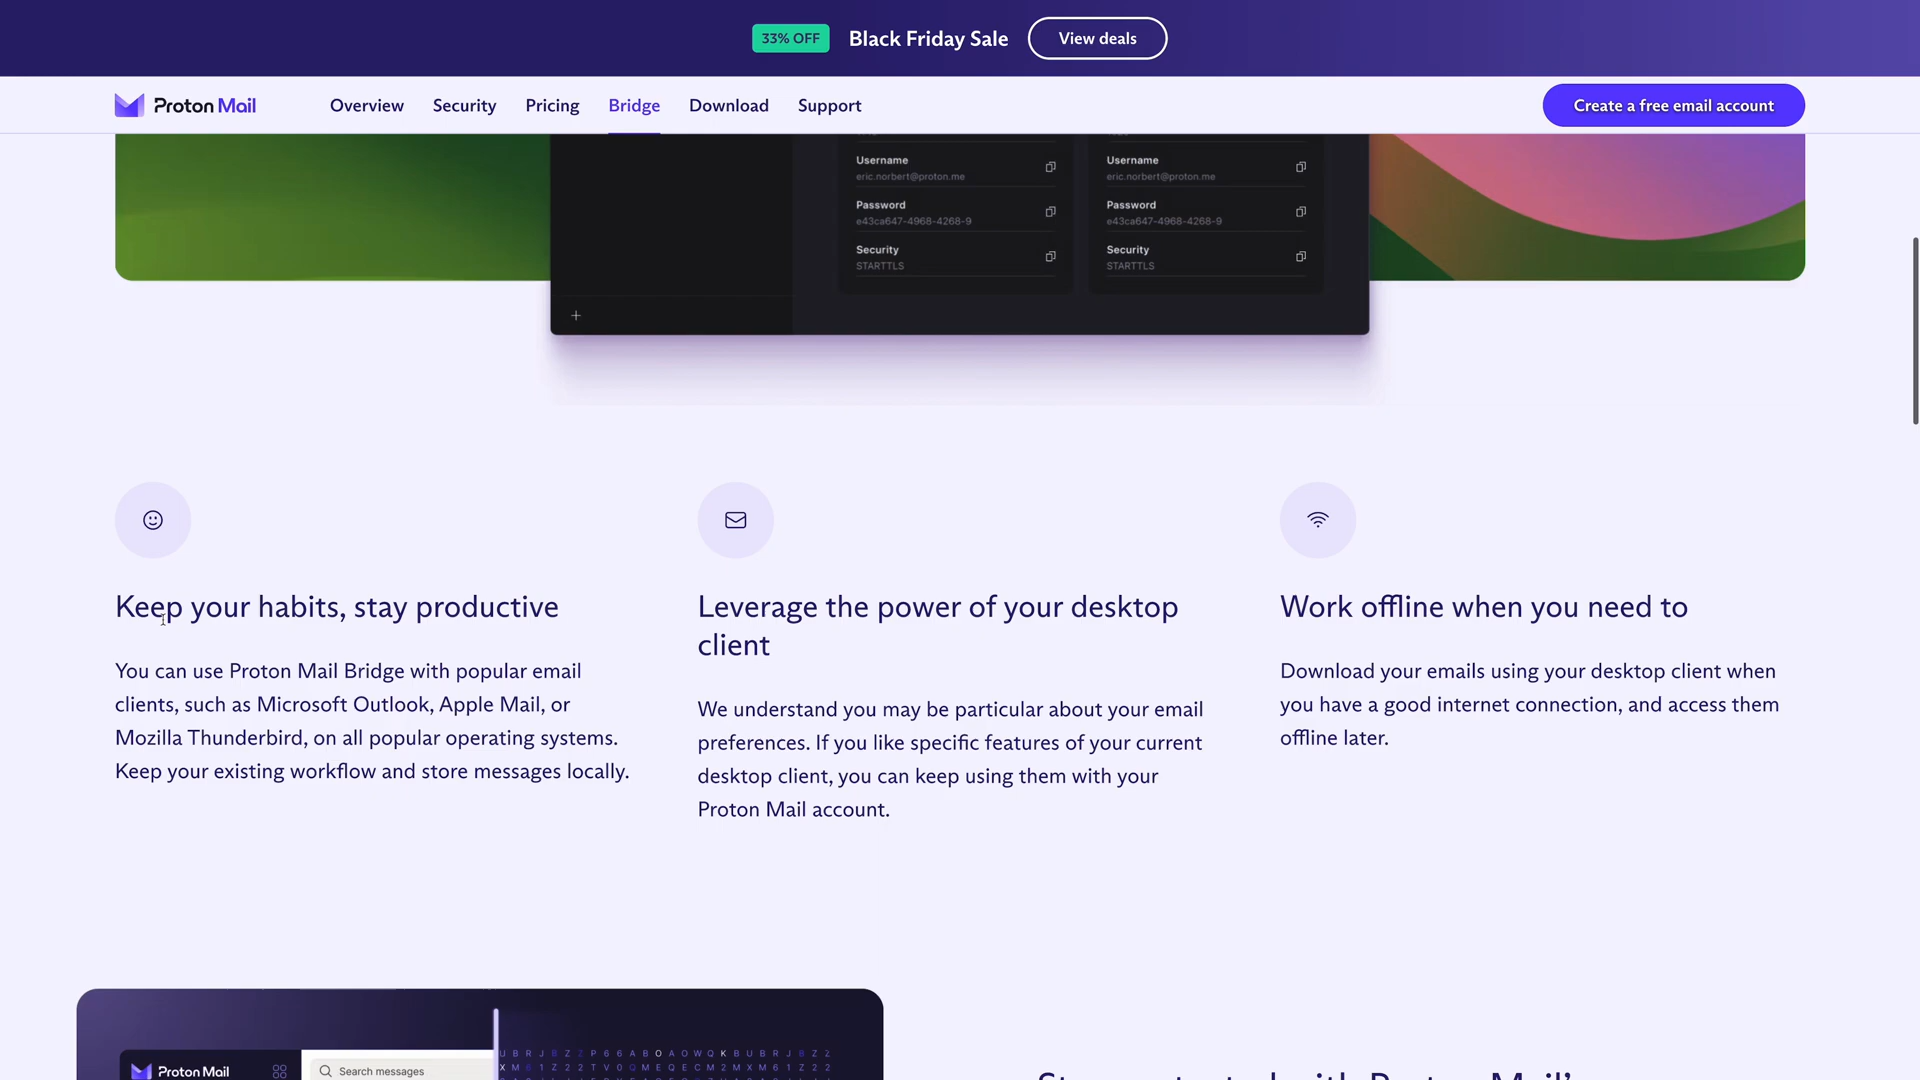 33% OFF Black Friday Sale View deals
Proton Mail Overview Security Pricing Bridge Download Support Create a free email account
Username Username
eric.norbert@proton.me eric.norbert@proton.me
Password Password
e43ca647-4968-4268-9 e43ca647-4968-4268-9
Security Security
STARTTLS STARTTLS
Keep your habits, stay productive
You can use Proton Mail Bridge with popular email
clients, such as Microsoft Outlook, Apple Mail, or
Mozilla Thunderbird, on all popular operating systems.
Keep your existing workflow and store messages locally.
Leverage the power of your desktop
client
We understand you may be particular about your email
preferences. If you like specific features of your current
desktop client, you can keep using them with your
Proton Mail account.
Work offline when you need to
Download your emails using your desktop client when
you have a good internet connection, and access them
offline later.
Proton Mail Search messages